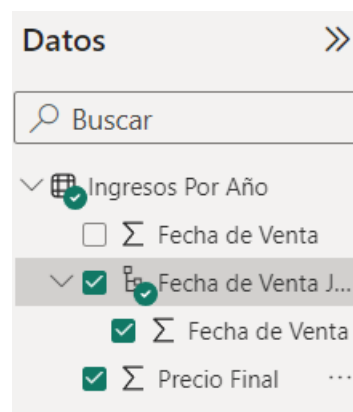 Datos
Buscar
Ingresos Por Año
Σ Fecha de Venta
Fecha de Venta J...
Σ Fecha de Venta
Σ Precio Final ...